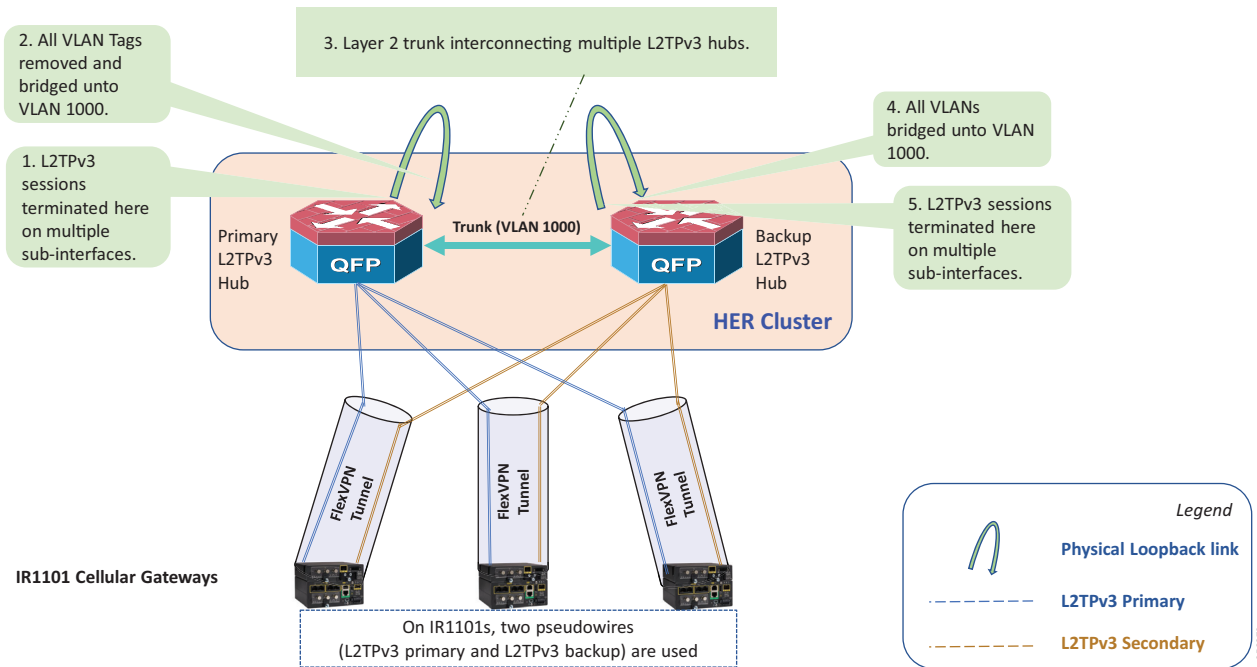 2. All VLAN Tags
removed and
bridged unto
VLAN 1000.
3. Layer 2 trunk interconnecting multiple L2TPv3 hubs.
4. All VLANs
bridged unto VLAN
1000.
1. L2TPv3
sessions
terminated here
on multiple
sub-interfaces.
5. L2TPv3 sessions
terminated here
on multiple
sub-interfaces.
Primary
L2TPv3
Hub
QFP
Trunk (VLAN 1000)
QFP
Backup
L2TPv3
Hub
HER Cluster
FlexVPN
Tunnel
FlexVPN
Tunnel
FlexVPN
Tunnel
IR1101 Cellular Gateways
On IR1101s, two pseudowires
(L2TPv3 primary and L2TPv3 backup) are used
Legend
Physical Loopback link
L2TPv3 Primary
L2TPv3 Secondary